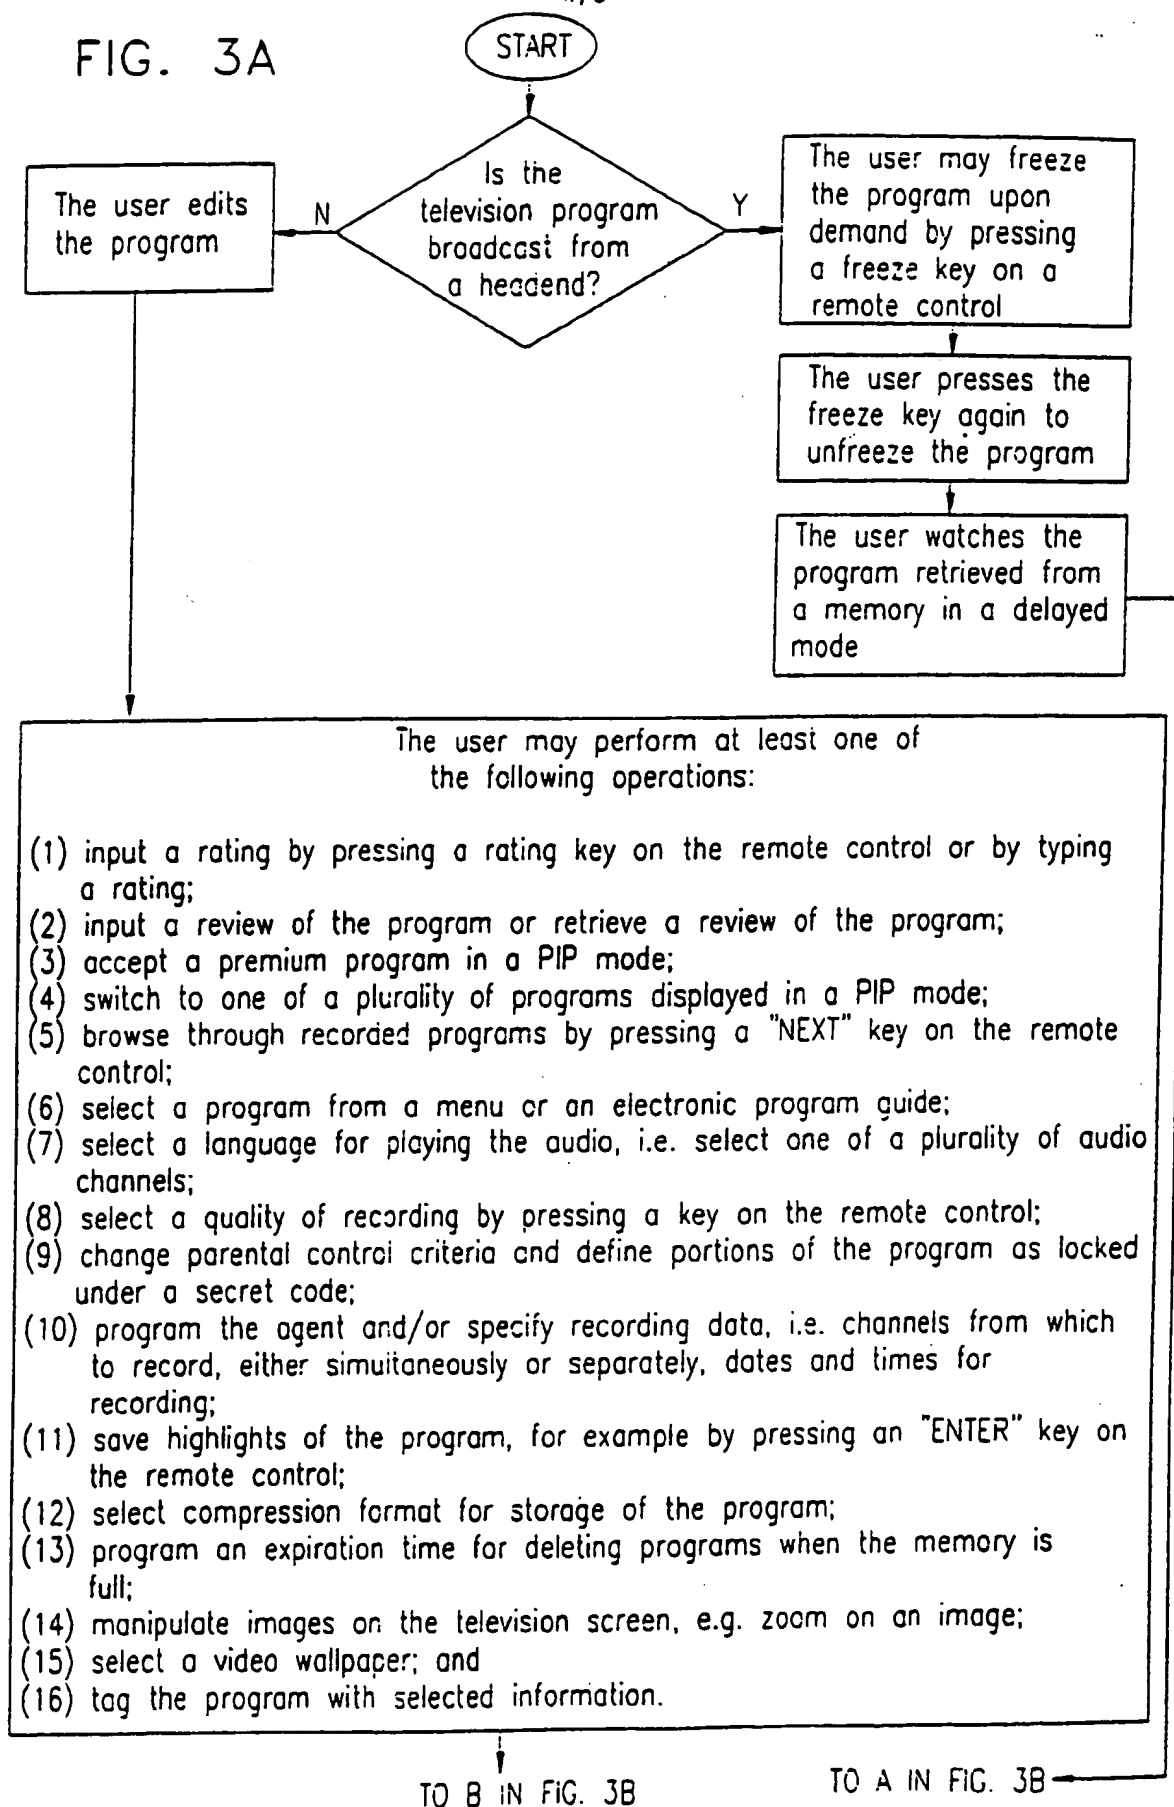 FIG. 3A
START
Is the
television program
broadcast from
a headend?
N
Y
The user edits
the program
The user may freeze
the program upon
demand by pressing
a freeze key on a
remote control
The user presses the
freeze key again to
unfreeze the program
The user watches the
program retrieved from
a memory in a delayed
mode
The user may perform at least one of
the following operations:
(1) input a rating by pressing a rating key on the remote control or by typing
a rating;
(2) input a review of the program or retrieve a review of the program;
(3) accept a premium program in a PIP mode;
(4) switch to one of a plurality of programs displayed in a PIP mode;
(5) browse through recorded programs by pressing a "NEXT" key on the remote
control;
(6) select a program from a menu or an electronic program guide;
(7) select a language for playing the audio, i.e. select one of a plurality of audio
channels;
(8) select a quality of recording by pressing a key on the remote control;
(9) change parental control criteria and define portions of the program as locked
under a secret code;
(10) program the agent and/or specify recording data, i.e. channels from which
to record, either simultaneously or separately, dates and times for
recording;
(11) save highlights of the program, for example by pressing an "ENTER" key on
the remote control;
(12) select compression format for storage of the program;
(13) program an expiration time for deleting programs when the memory is
full;
(14) manipulate images on the television screen, e.g. zoom on an image;
(15) select a video wallpaper; and
(16) tag the program with selected information.
TO B IN FIG. 3B
TO A IN FIG. 3B